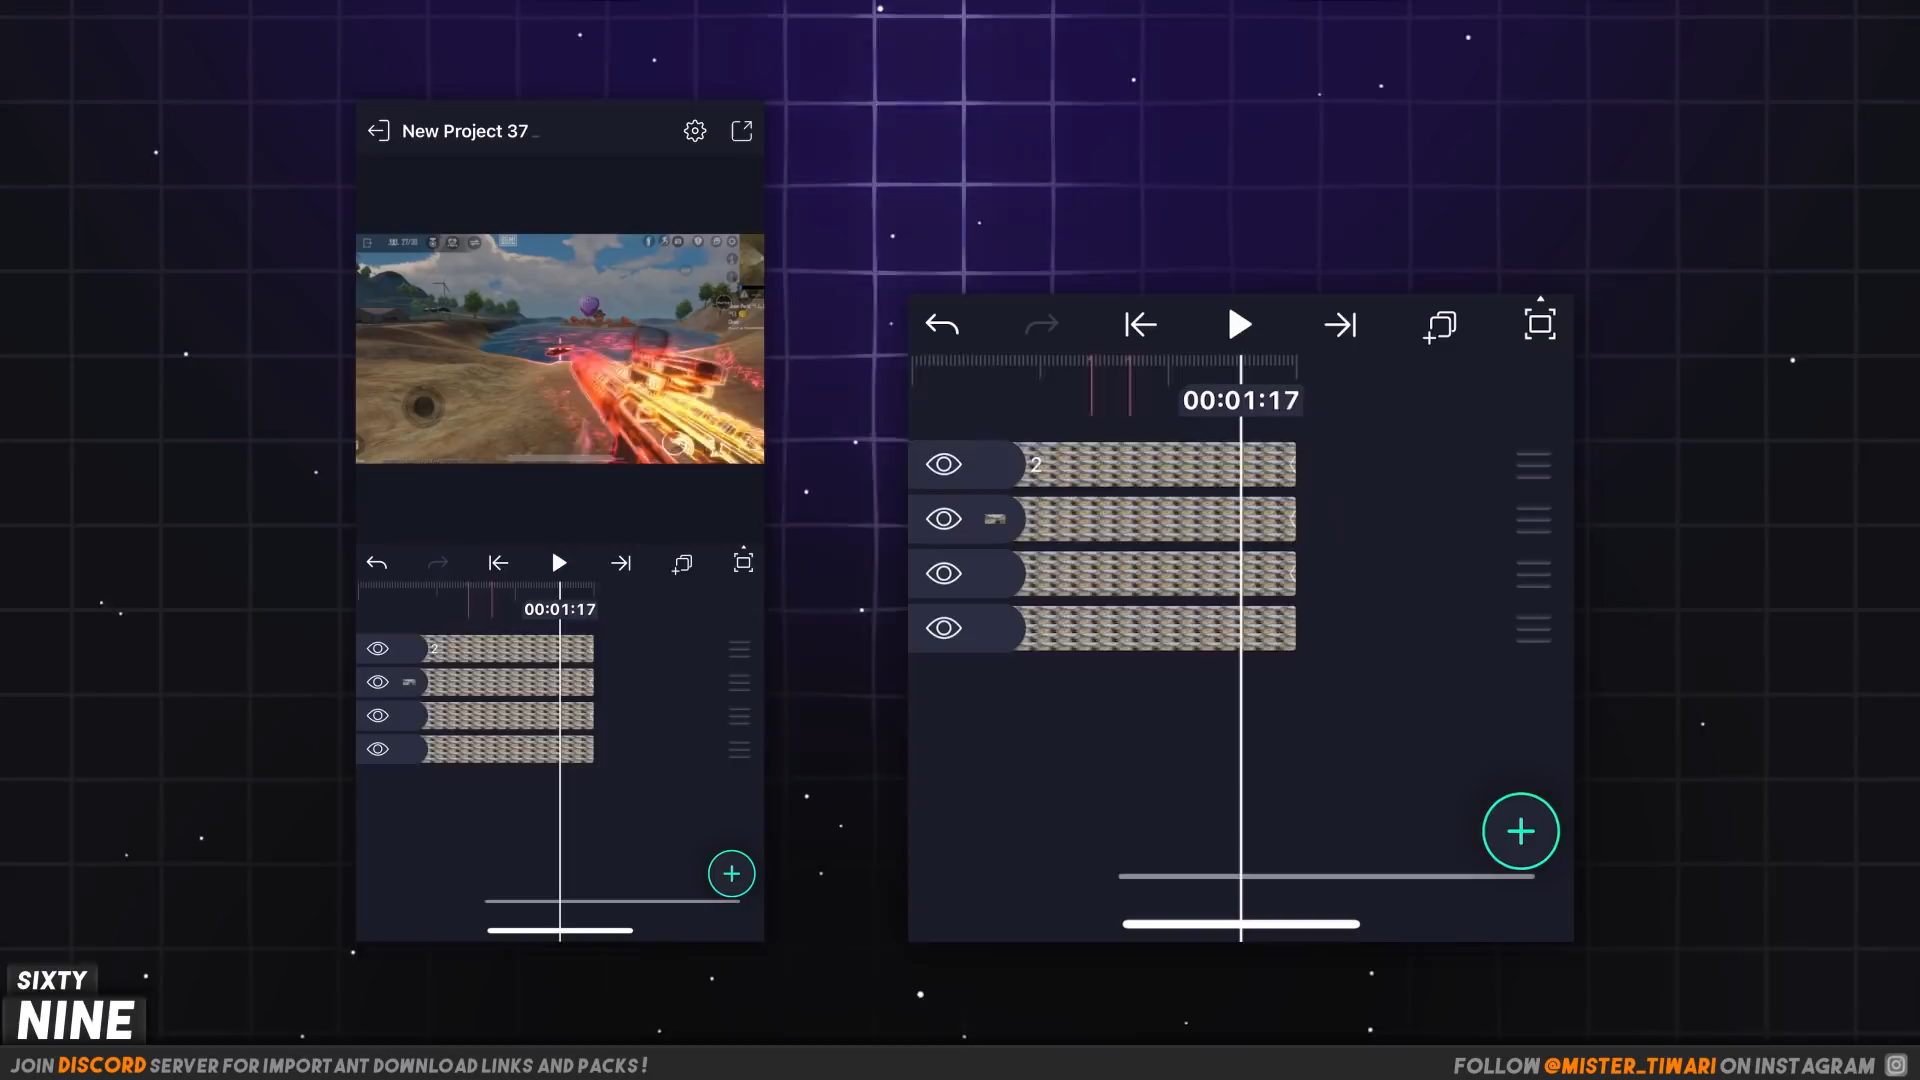 New Project 37
00:01:17
2
00:01:17
2
SIXTY
NINE
JOIN DISCORD SERVER FOR IMPORTANT DOWNLOAD LINKS AND PACKS!
FOLLOW @MISTER_TIWARI ON INSTAGRAM